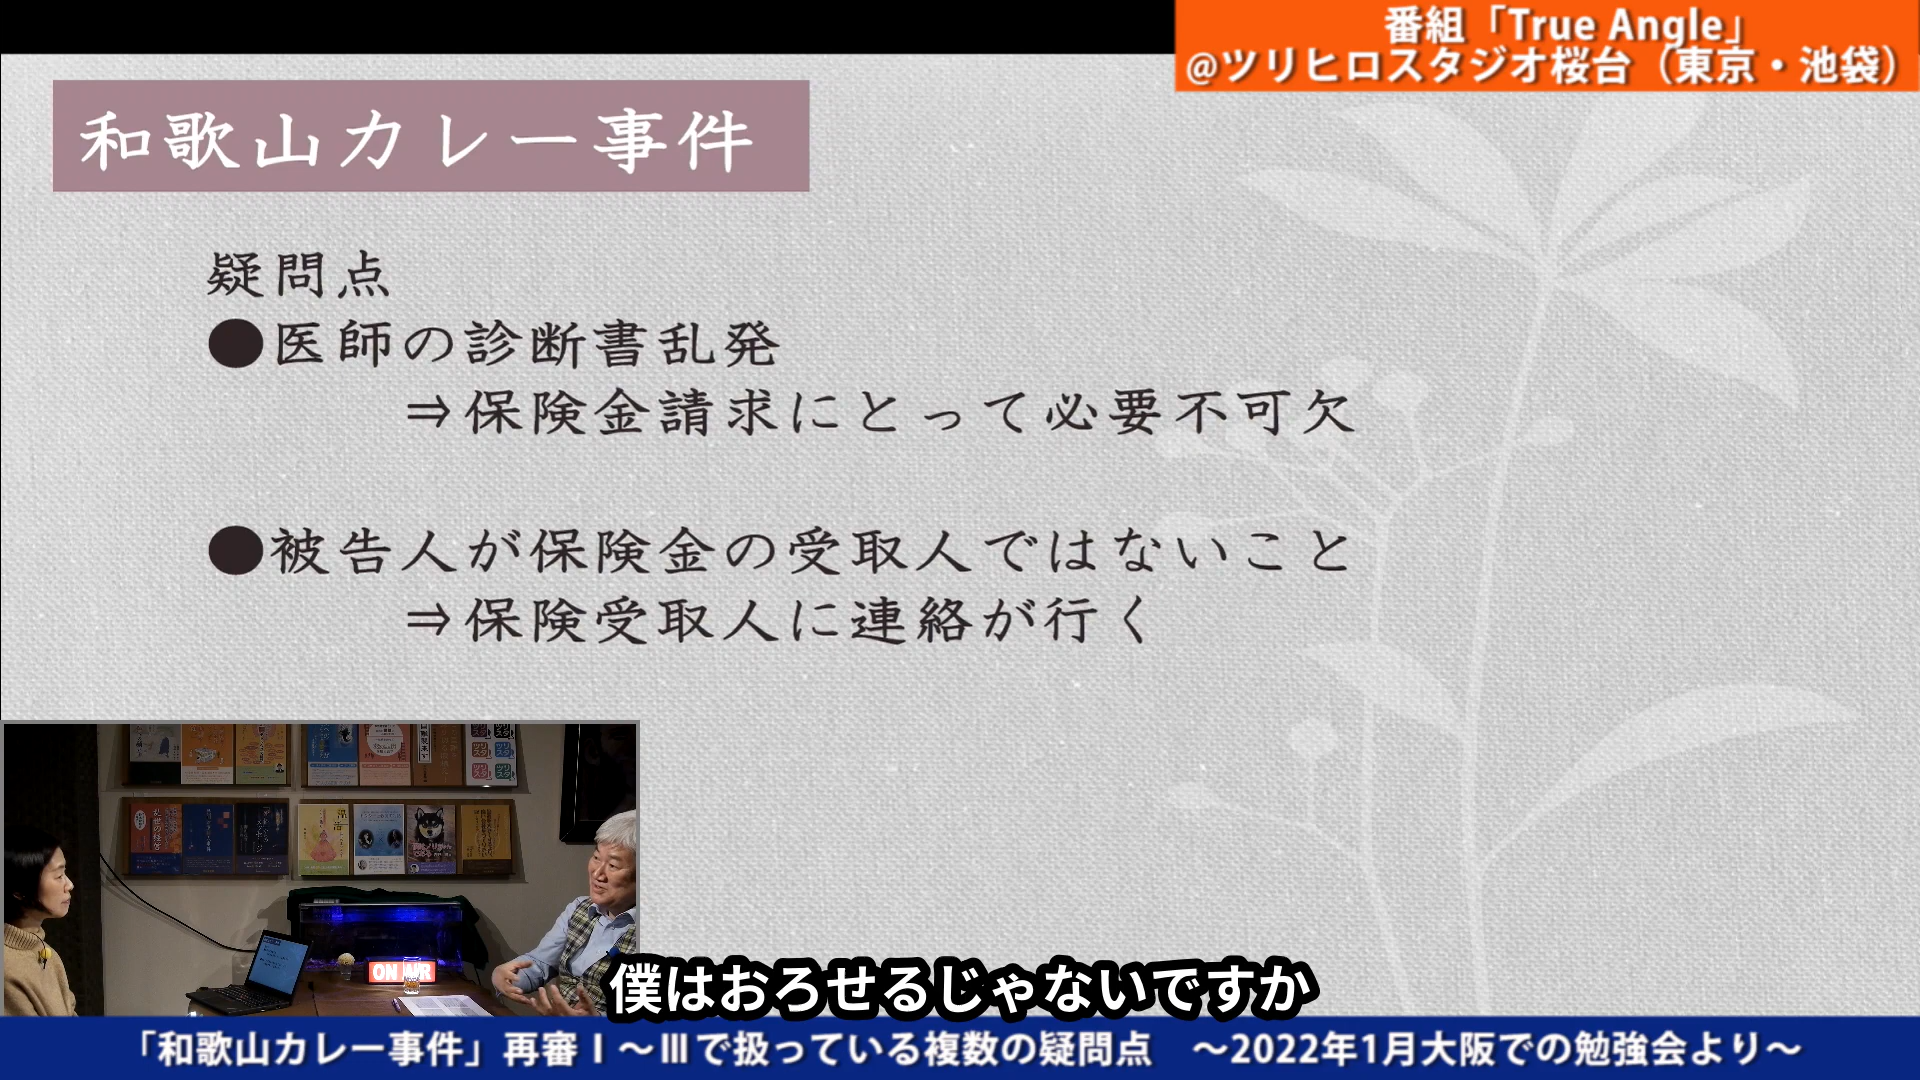 番組「True Angle」
@ツリヒロスタジオ桜台（東京・池袋）
和歌山カレー事件
疑問点
●医師の診断書乱発
⇒保険金請求にとって必要不可欠
●被告人が保険金の受取人ではないこと
⇒保険受取人に連絡が行く
ON AIR
僕はおろせるじゃないですか
「和歌山カレー事件」再審Ⅰ～Ⅲで扱っている複数の疑問点　～2022年1月大阪での勉強会より～